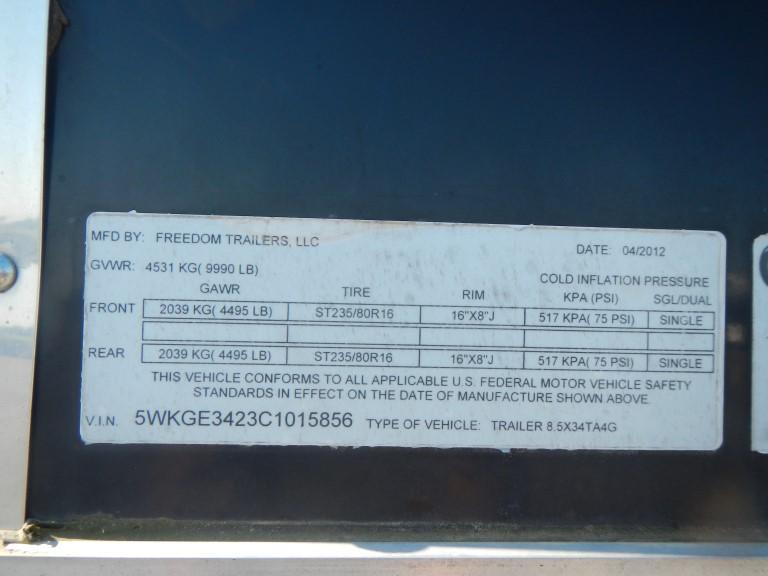 MFD BY: FREEDOM TRAILERS, LLC DATE: 04/2012
GVWR: 4531 KG( 9990 LB)
COLD INFLATION PRESSURE
GAWR TIRE RIM KPA (PSI) SGL/DUAL
FRONT 2039 KG( 4495 LB) ST235/80R16 16"X8"J 517 KPA( 75 PSI) SINGLE
REAR 2039 KG( 4495 LB) ST235/80R16 16"X8"J 517 KPA( 75 PSI) SINGLE
THIS VEHICLE CONFORMS TO ALL APPLICABLE U.S. FEDERAL MOTOR VEHICLE SAFETY
STANDARDS IN EFFECT ON THE DATE OF MANUFACTURE SHOWN ABOVE.
V.I.N. 5WKGE3423C1015856 TYPE OF VEHICLE: TRAILER 8.5X34TA4G